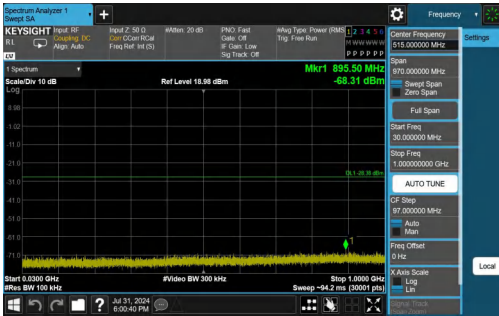 Spectrum Analyzer 1
Swept SA
Frequency
KEYSIGHT
RL
Input: RF
Coupling: DC
Align: Auto
Input Z: 50 Ω
Corr CCorr RCal
Freq Ref: Int (S)
#Atten: 20 dB
PNO: Fast
Gate: Off
IF Gain: Low
Sig Track: Off
#Avg Type: Power (RMS
Trig: Free Run
1 2 3 4 5 6
M W W W W W
P P P P P P
1 Spectrum
Scale/Div 10 dB
Log
Ref Level 18.98 dBm
Mkr1 895.50 MHz
-68.31 dBm
8.98
-1.02
-11.0
-21.0
-31.0
-41.0
-51.0
-61.0
-71.0
1
Start 0.0300 GHz
#Res BW 100 kHz
#Video BW 300 kHz
Stop 1.0000 GHz
Sweep ~94.2 ms (30001 pts)
Jul 31, 2024
6:00:40 PM
Center Frequency
515.000000 MHz
Span
970.000000 MHz
Swept Span
Zero Span
Full Span
Start Freq
30.000000 MHz
Stop Freq
1.000000000 GHz
AUTO TUNE
CF Step
97.000000 MHz
Auto
Man
Freq Offset
0 Hz
X Axis Scale
Log
Lin
Signal Track
Settings
Local